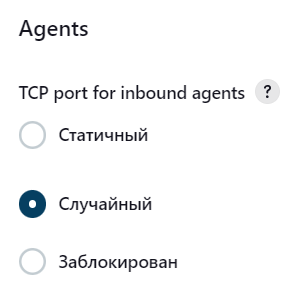 Agents
TCP port for inbound agents ?
Статичный
Случайный
Заблокирован